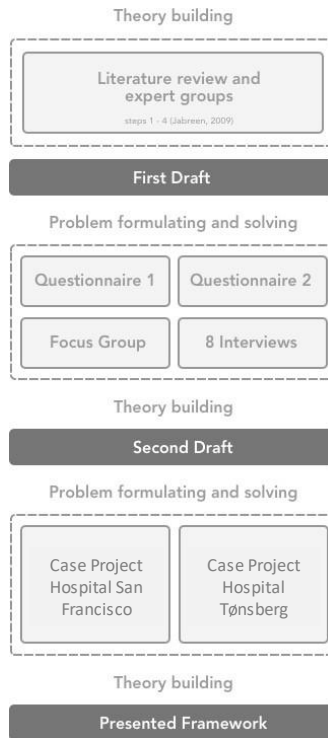 Theory building
Literature review and
expert groups
steps 1 - 4 (Jabreen, 2009)
First Draft
Problem formulating and solving
Questionnaire 1
Questionnaire 2
Focus Group
8 Interviews
Theory building
Second Draft
Problem formulating and solving
Case Project
Hospital San
Francisco
Case Project
Hospital
Tønsberg
Theory building
Presented Framework